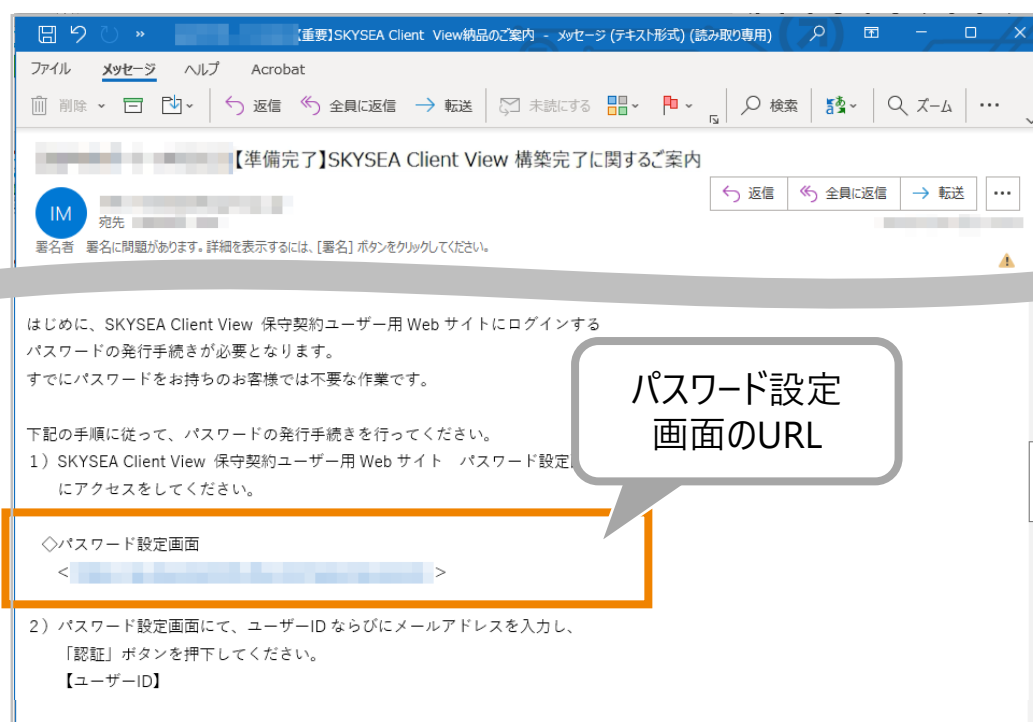 【重要】SKYSEA Client View納品のご案内 - メッセージ (テキスト形式) (読み取り専用)
ファイル メッセージ ヘルプ Acrobat
削除 返信 全員に返信 転送 未読にする 検索 ズーム
【準備完了】SKYSEA Client View 構築完了に関するご案内
返信 全員に返信 転送
IM
宛先
署名者 署名に問題があります。詳細を表示するには、[署名] ボタンをクリックしてください。
はじめに、SKYSEA Client View 保守契約ユーザー用 Web サイトにログインする
パスワードの発行手続きが必要となります。
すでにパスワードをお持ちのお客様では不要な作業です。
パスワード設定
画面のURL
下記の手順に従って、パスワードの発行手続きを行ってください。
1）SKYSEA Client View 保守契約ユーザー用 Web サイト パスワード設定
にアクセスをしてください。
◇パスワード設定画面
< >
2）パスワード設定画面にて、ユーザーID ならびにメールアドレスを入力し、
「認証」ボタンを押下してください。
【ユーザーID】